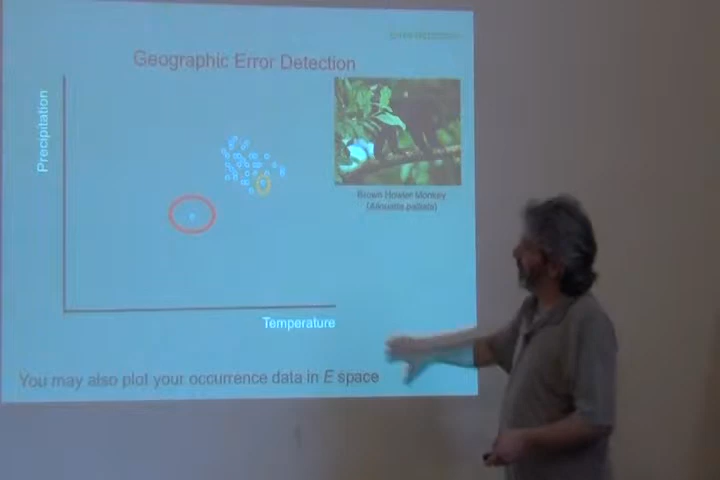 Geographic Error Detection
Precipitation
Brown Howler Monkey
(Alouatta palliata)
Temperature
You may also plot your occurrence data in E space